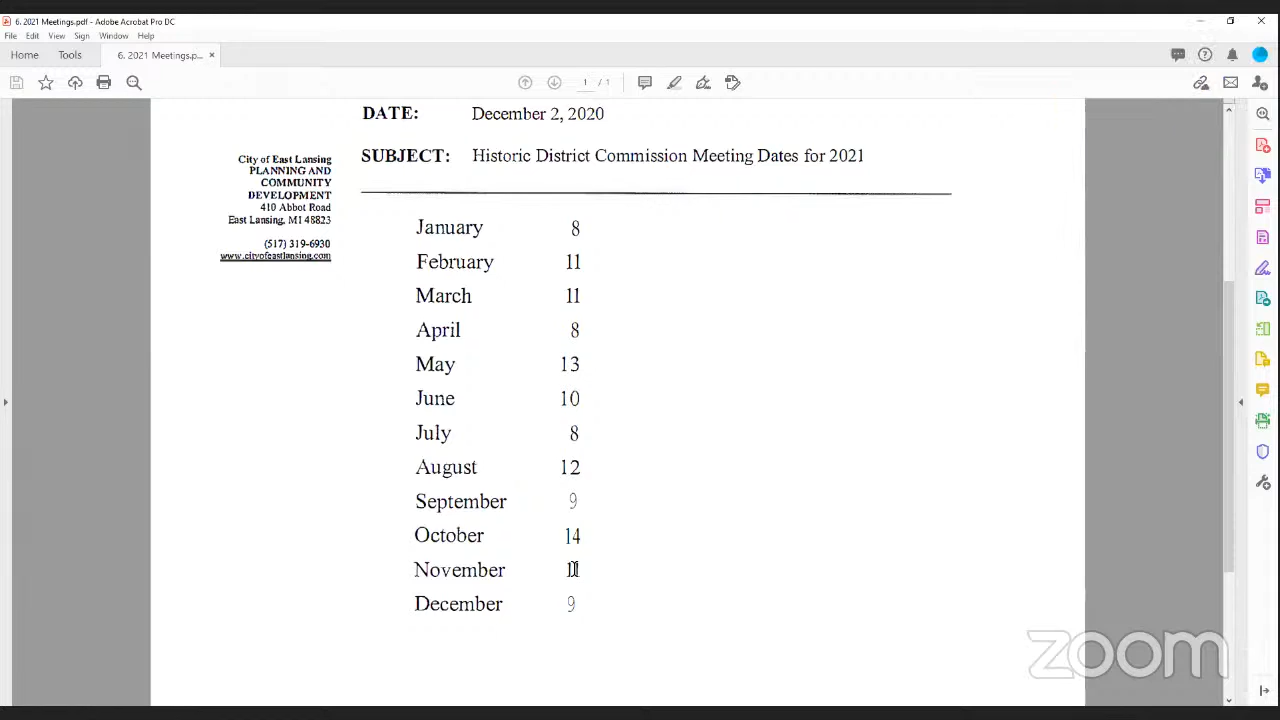 6. 2021 Meetings.pdf - Adobe Acrobat Pro DC
File Edit View Sign Window Help
Home Tools 6. 2021 Meetings.p... ×
1 / 1
DATE: December 2, 2020
SUBJECT: Historic District Commission Meeting Dates for 2021
City of East Lansing
PLANNING AND
COMMUNITY
DEVELOPMENT
410 Abbot Road
East Lansing, MI 48823
(517) 319-6930
www.cityofeastlansing.com
January 8
February 11
March 11
April 8
May 13
June 10
July 8
August 12
September 9
October 14
November 11
December 9
zoom